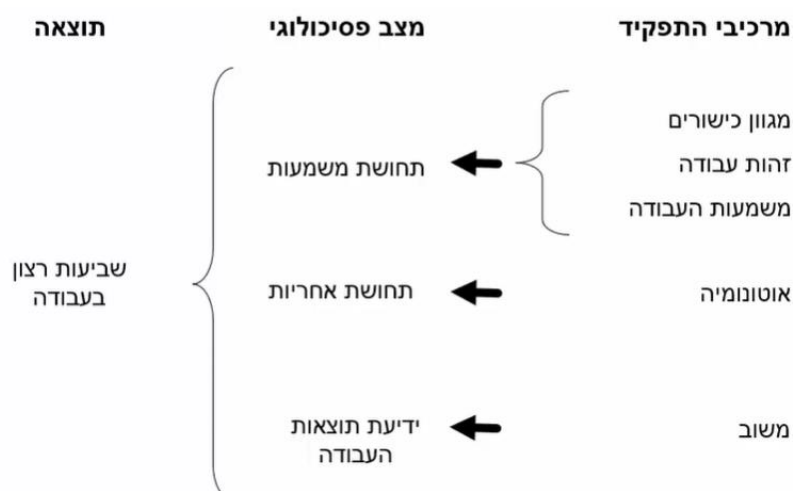 מרכיבי התפקיד
מצב פסיכולוגי
תוצאה
מגוון כישורים
זהות עבודה
משמעות העבודה
תחושת משמעות
אוטונומיה
תחושת אחריות
שביעות רצון
בעבודה
משוב
ידיעת תוצאות
העבודה